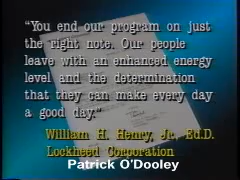 “You end our program on just
the right note. Our people
leave with an enhanced energy
level and the determination
that they can make every day
a good day.”
William H. Henry, Jr. Ed.D.
Lockheed Corporation
Patrick O'Dooley